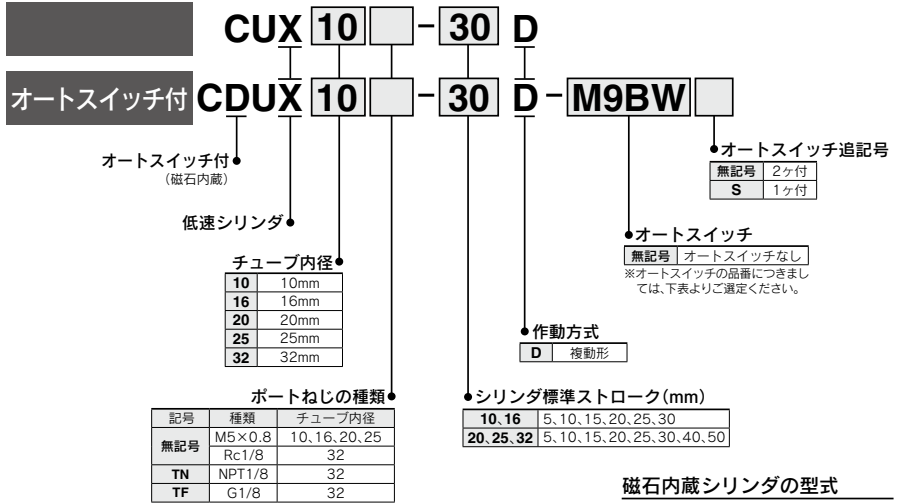 CUX 10 - 30 D
オートスイッチ付 CDUX 10 - 30 D - M9BW
オートスイッチ付
(磁石内蔵)
低速シリンダ
チューブ内径
10 10mm
16 16mm
20 20mm
25 25mm
32 32mm
ポートねじの種類
記号 種類 チューブ内径
無記号 M5×0.8 10、16、20、25
Rc1/8 32
TN NPT1/8 32
TF G1/8 32
オートスイッチ追記号
無記号 2ヶ付
S 1ヶ付
オートスイッチ
無記号 オートスイッチなし
※オートスイッチの品番につきまし
ては、下表よりご選定ください。
作動方式
D 複動形
シリンダ標準ストローク(mm)
10、16 5、10、15、20、25、30
20、25、32 5、10、15、20、25、30、40、50
磁石内蔵シリンダの型式